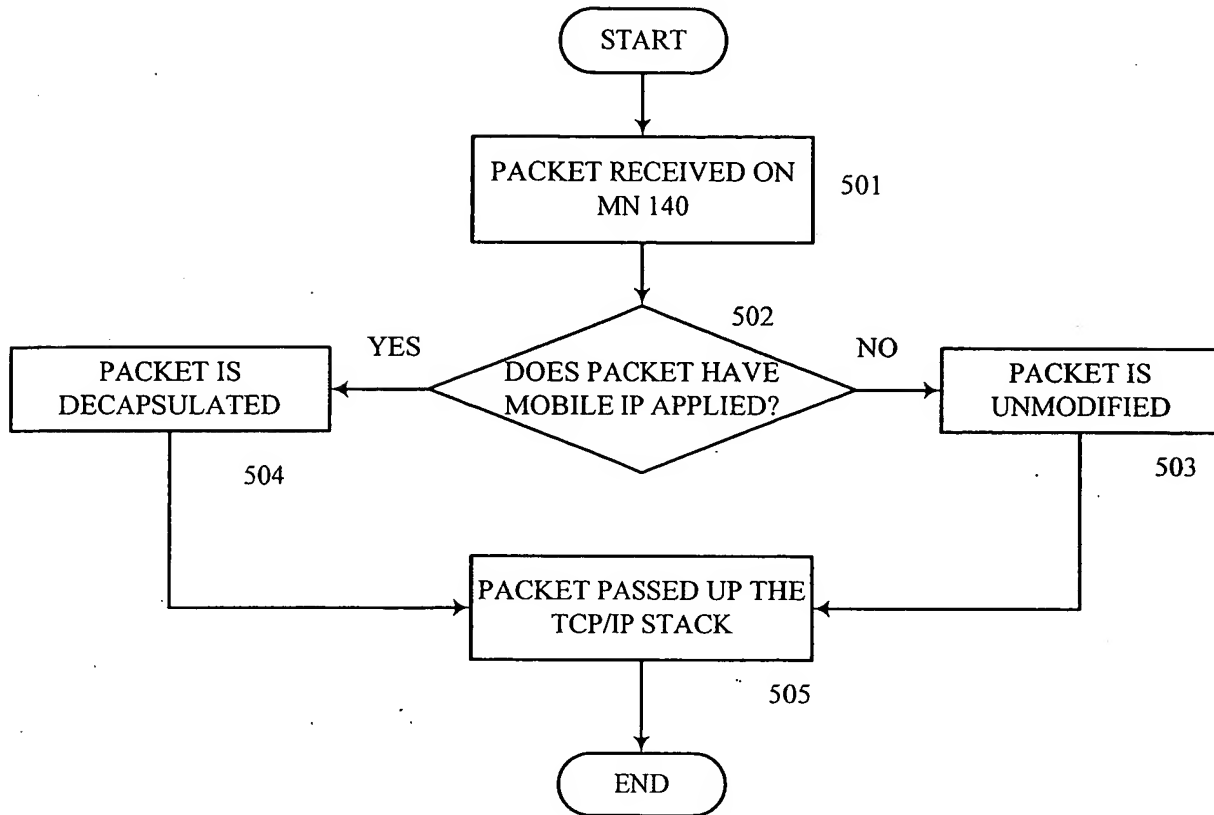 START
PACKET RECEIVED ON
MN 140
501
502
YES
NO
PACKET IS
DECAPSULATED
DOES PACKET HAVE
MOBILE IP APPLIED?
PACKET IS
UNMODIFIED
504
503
PACKET PASSED UP THE
TCP/IP STACK
505
END